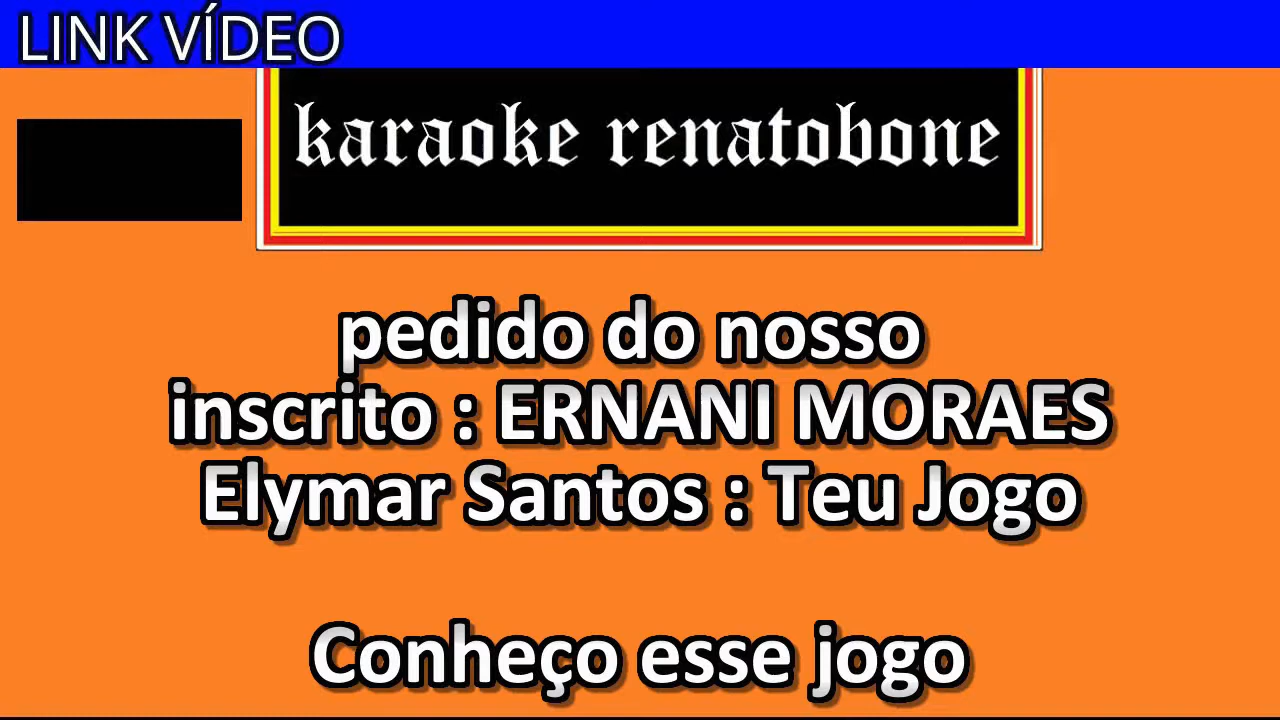 LINK VÍDEO
karaoke renatobone
pedido do nosso
inscrito : ERNANI MORAES
Elymar Santos : Teu Jogo
Conheço esse jogo